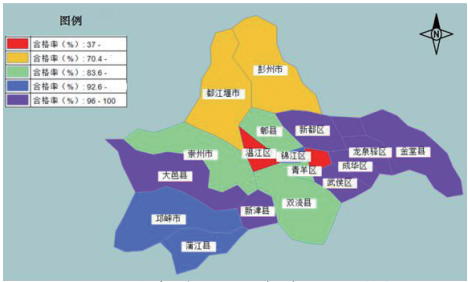 图例
合格率（%）: 37 -
合格率（%）: 70.4 -
合格率（%）: 83.6 -
合格率（%）: 92.6 -
合格率（%）: 96 - 100
彭州市
都江堰市
郫县
新都区
崇州市
温江区
锦江区
龙泉驿区
金堂县
青羊区
成华区
大邑县
武侯区
双流县
新津县
邛崃市
蒲江县